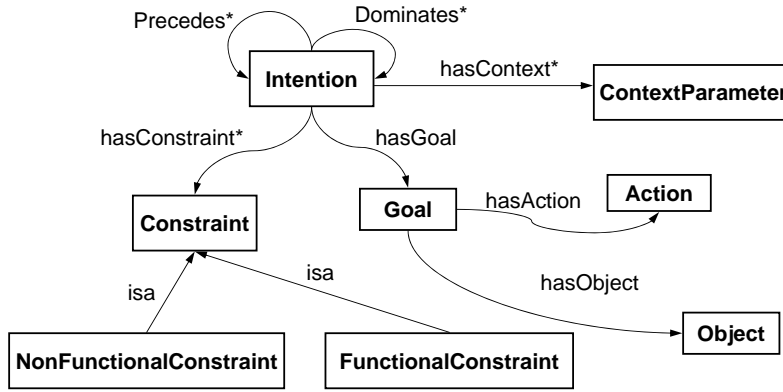 Precedes*
Dominates*
Intention
hasContext*
ContextParameter
hasConstraint*
hasGoal
Constraint
Goal
hasAction
Action
isa
isa
hasObject
NonFunctionalConstraint
FunctionalConstraint
Object